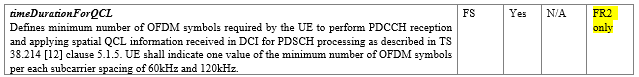 timeDurationForQCL
Defines minimum number of OFDM symbols required by the UE to perform PDCCH reception
and applying spatial QCL information received in DCI for PDSCH processing as described in TS
38.214 [12] clause 5.1.5. UE shall indicate one value of the minimum number of OFDM symbols
per each subcarrier spacing of 60kHz and 120kHz.
FS
Yes
N/A
FR2
only